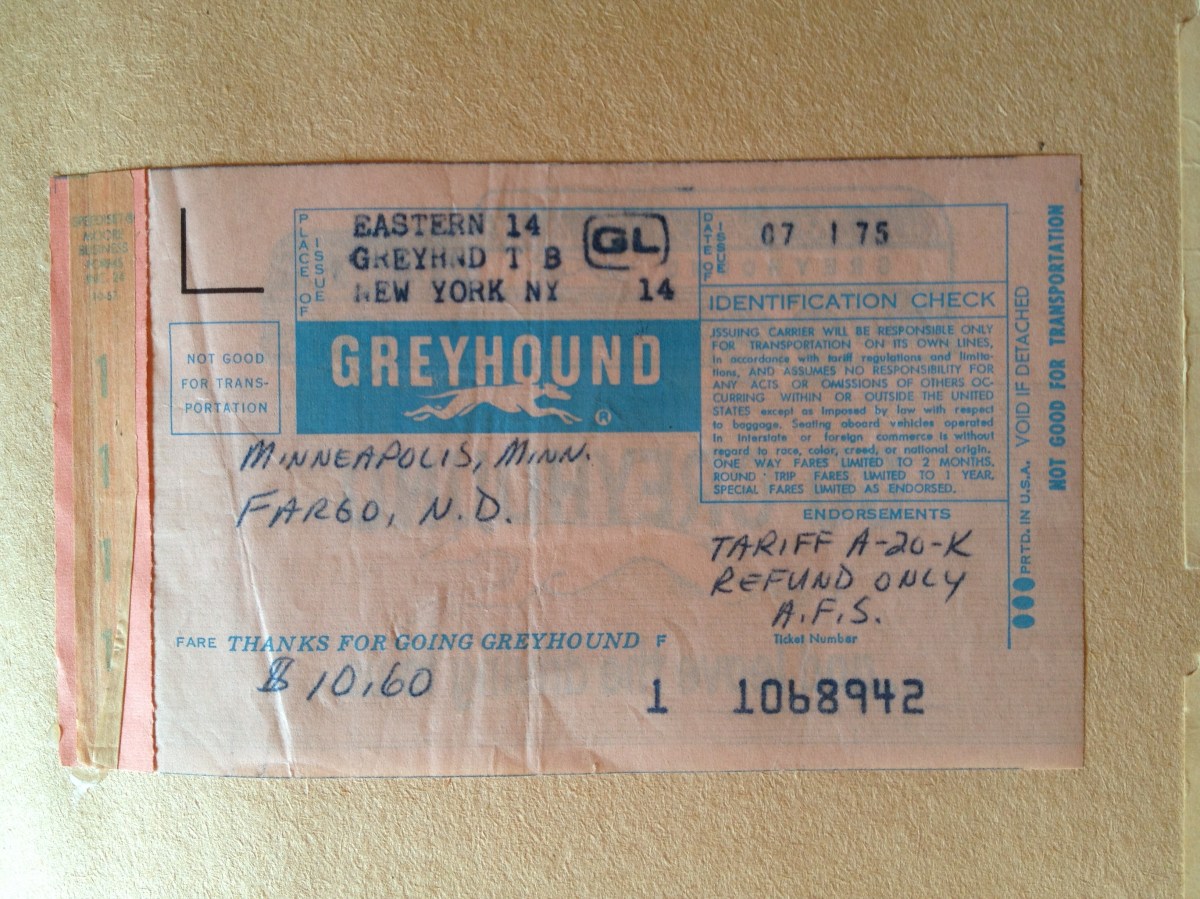 EASTERN 14
GREYHND T B
NEW YORK NY 14
GL
PLACE OF ISSUE
DATE OF ISSUE
07 1 75
IDENTIFICATION CHECK
ISSUING CARRIER WILL BE RESPONSIBLE ONLY
FOR TRANSPORTATION ON ITS OWN LINES,
in accordance with tariff regulations and limita-
tions, AND ASSUMES NO RESPONSIBILITY FOR
ANY ACTS OR OMISSIONS OF OTHERS OC-
CURRING WITHIN OR OUTSIDE THE UNITED
STATES except as imposed by law with respect
to baggage. Seating aboard vehicles operated
in interstate or foreign commerce is without
regard to race, color, creed, or national origin.
ONE WAY FARES LIMITED TO 2 MONTHS.
ROUND TRIP FARES LIMITED TO 1 YEAR.
SPECIAL FARES LIMITED AS ENDORSED.
NOT GOOD
FOR TRANS-
PORTATION
GREYHOUND
®
MINNEAPOLIS, MINN.
FARGO, N.D.
ENDORSEMENTS
TARIFF A-20-K
REFUND ONLY
A.F.S.
FARE THANKS FOR GOING GREYHOUND F
$10.60
Ticket Number
1 1068942
PRTD. IN U.S.A. VOID IF DETACHED
NOT GOOD FOR TRANSPORTATION
MOORE
BUSINESS
FORMS
1
1
1
1